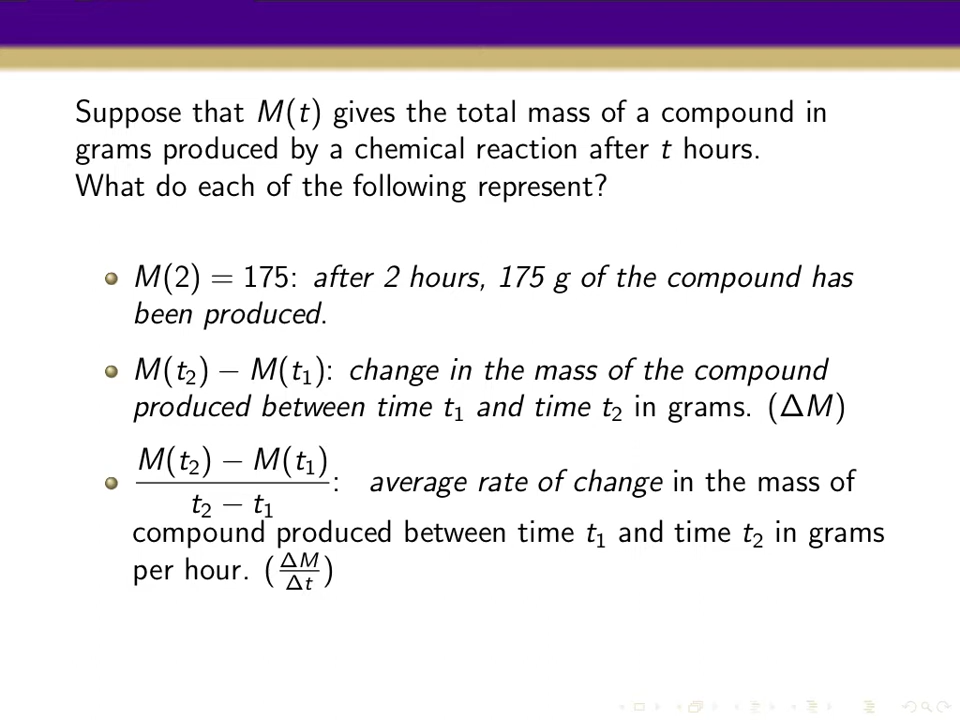 Suppose that M(t) gives the total mass of a compound in
grams produced by a chemical reaction after t hours.
What do each of the following represent?
M(2) = 175: after 2 hours, 175 g of the compound has
been produced.
M(t₂) − M(t₁): change in the mass of the compound
produced between time t₁ and time t₂ in grams. (ΔM)
M(t₂) − M(t₁)
t₂ − t₁
: average rate of change in the mass of
compound produced between time t₁ and time t₂ in grams
per hour. (ΔM/Δt)